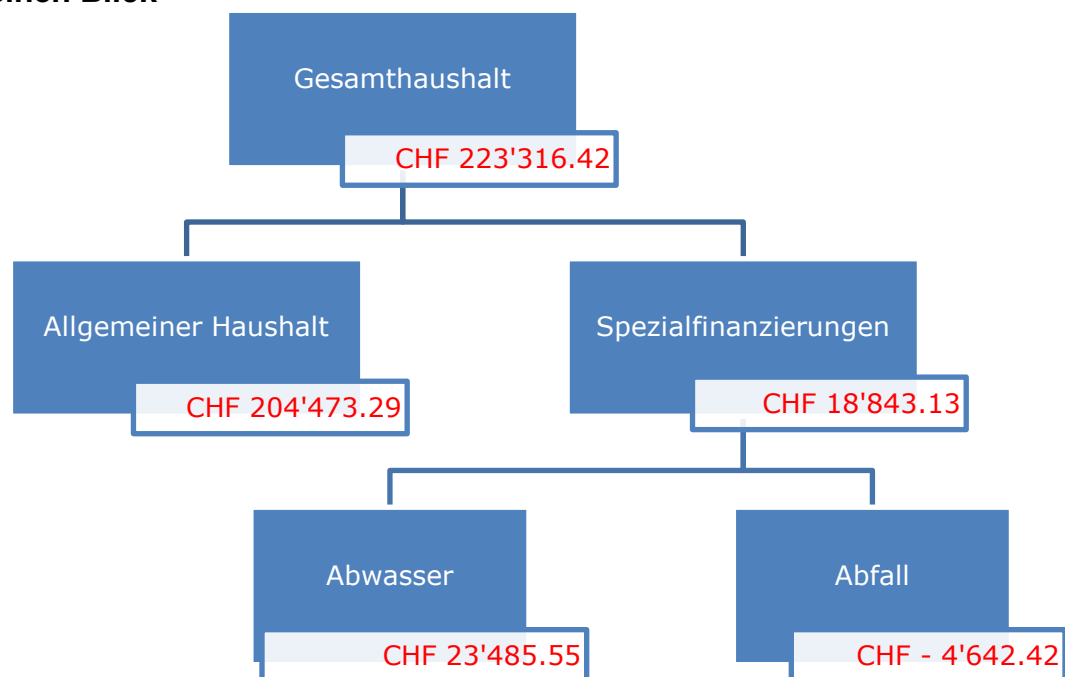 Gesamthaushalt
CHF 223'316.42
Allgemeiner Haushalt
CHF 204'473.29
Spezialfinanzierungen
CHF 18'843.13
Abwasser
CHF 23'485.55
Abfall
CHF - 4'642.42